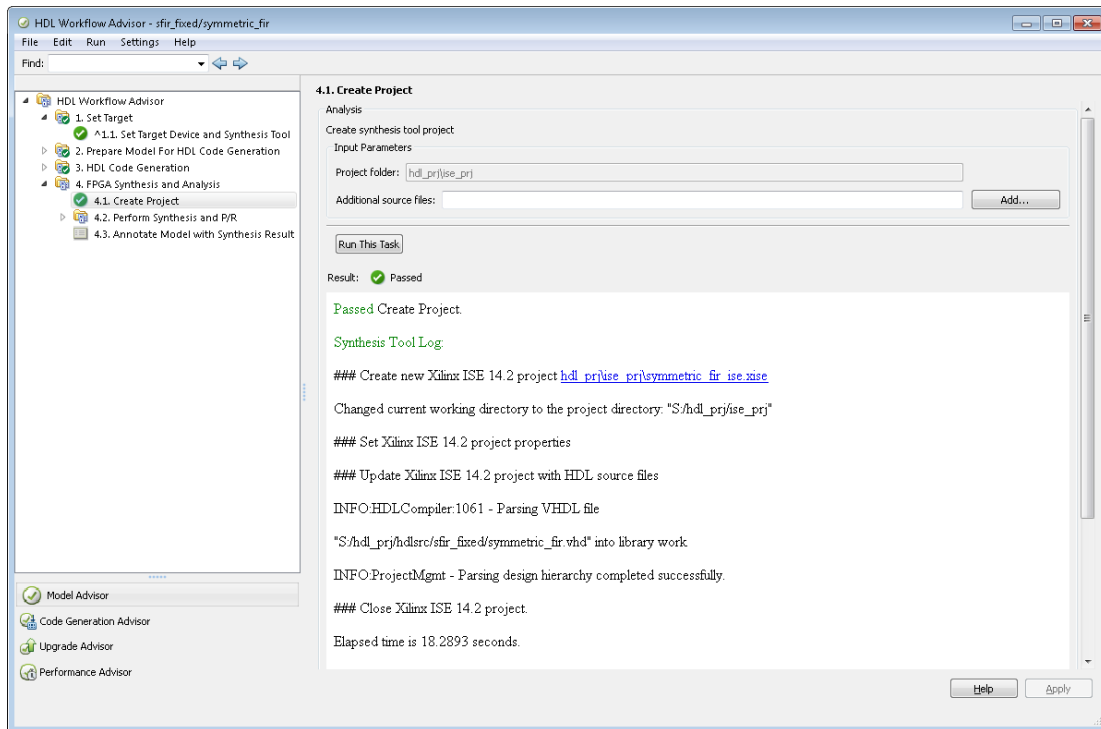 HDL Workflow Advisor - sfir_fixed/symmetric_fir
File Edit Run Settings Help
Find:
HDL Workflow Advisor
1. Set Target
^1.1. Set Target Device and Synthesis Tool
2. Prepare Model For HDL Code Generation
3. HDL Code Generation
4. FPGA Synthesis and Analysis
4.1. Create Project
4.2. Perform Synthesis and P/R
4.3. Annotate Model with Synthesis Result
Model Advisor
Code Generation Advisor
Upgrade Advisor
Performance Advisor
4.1. Create Project
Analysis
Create synthesis tool project
Input Parameters
Project folder: hdl_prj\ise_prj
Additional source files: Add...
Run This Task
Result: Passed
Passed Create Project.
Synthesis Tool Log:
### Create new Xilinx ISE 14.2 project hdl_prj\ise_prj\symmetric_fir_ise.xise
Changed current working directory to the project directory: "S:/hdl_prj/ise_prj"
### Set Xilinx ISE 14.2 project properties
### Update Xilinx ISE 14.2 project with HDL source files
INFO:HDLCompiler:1061 - Parsing VHDL file
"S:/hdl_prj/hdlsrc/sfir_fixed/symmetric_fir.vhd" into library work
INFO:ProjectMgmt - Parsing design hierarchy completed successfully.
### Close Xilinx ISE 14.2 project.
Elapsed time is 18.2893 seconds.
Help Apply